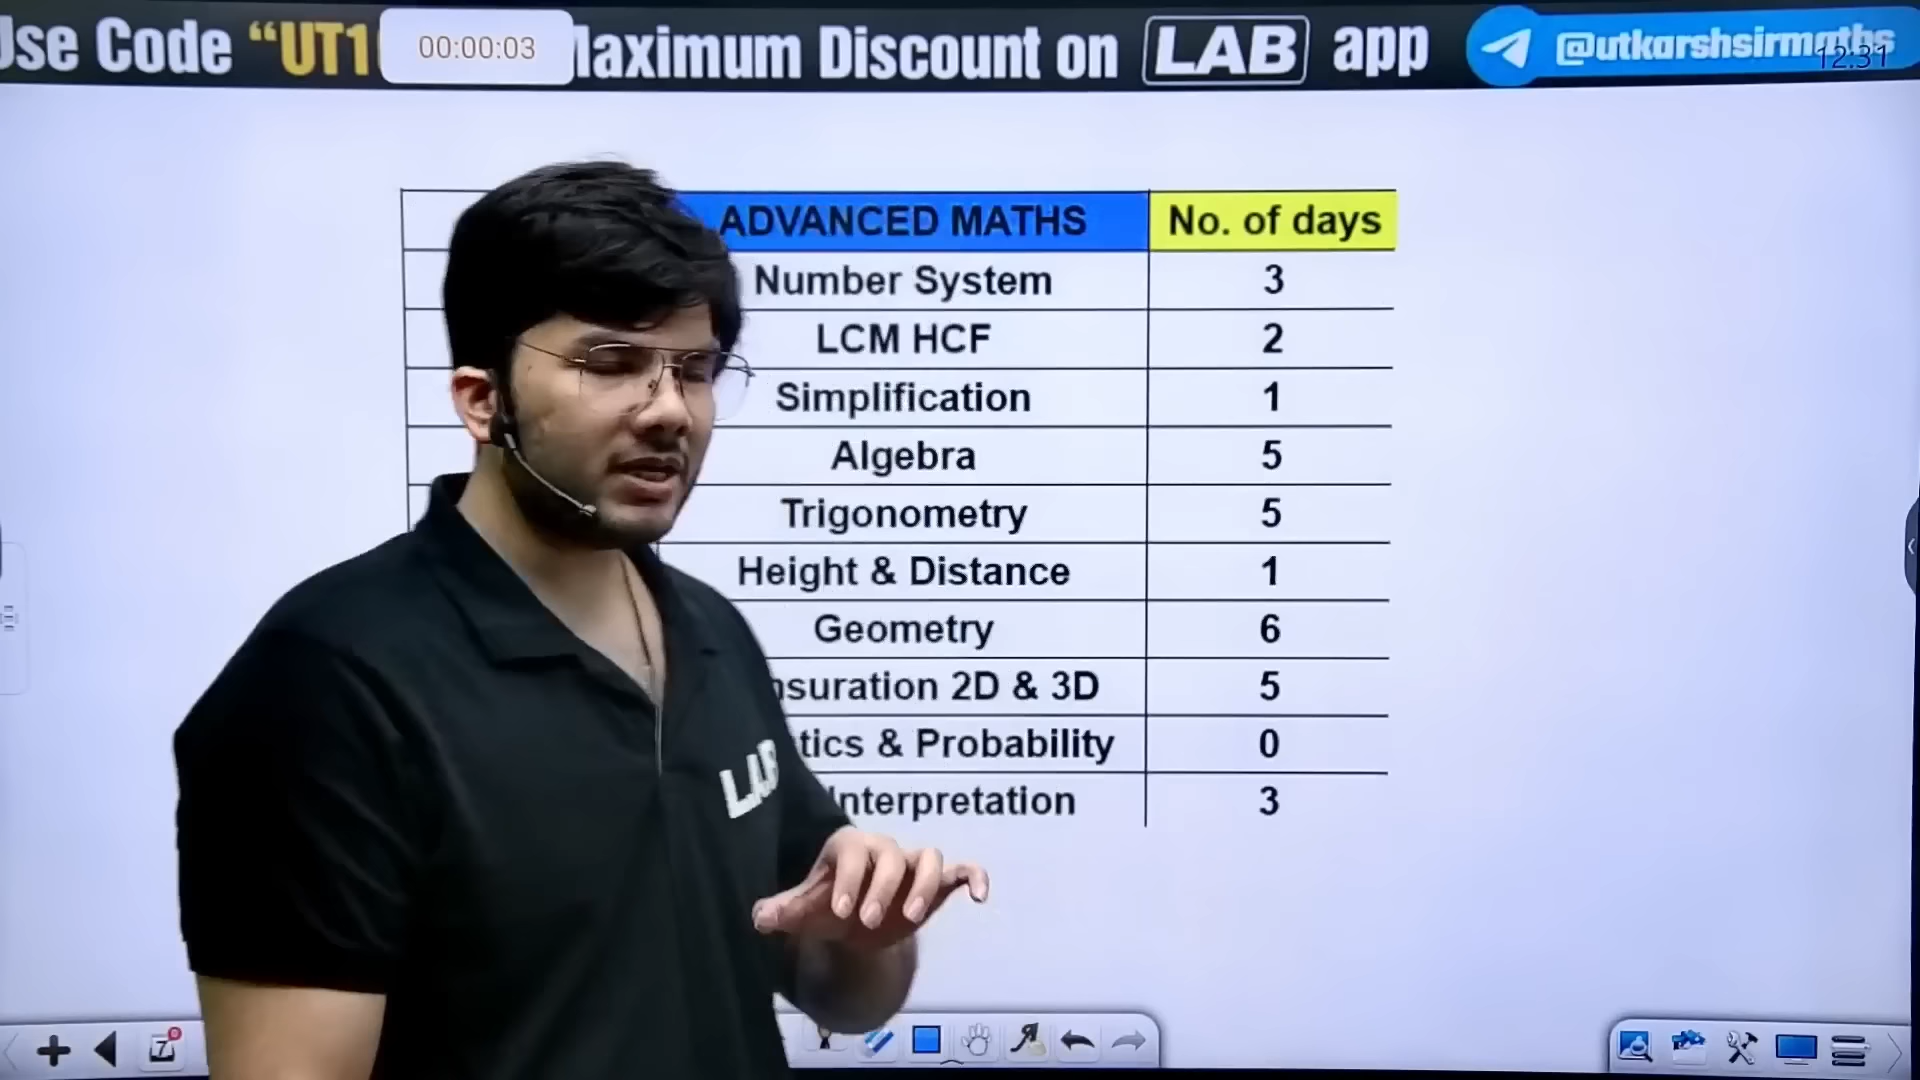 Use Code “UT1 Maximum Discount on LAB app @utkarshsirmaths
00:00:03
12:31
ADVANCED MATHS No. of days
Number System 3
LCM HCF 2
Simplification 1
Algebra 5
Trigonometry 5
Height & Distance 1
Geometry 6
nsuration 2D & 3D 5
tics & Probability 0
Interpretation 3
LAB
7